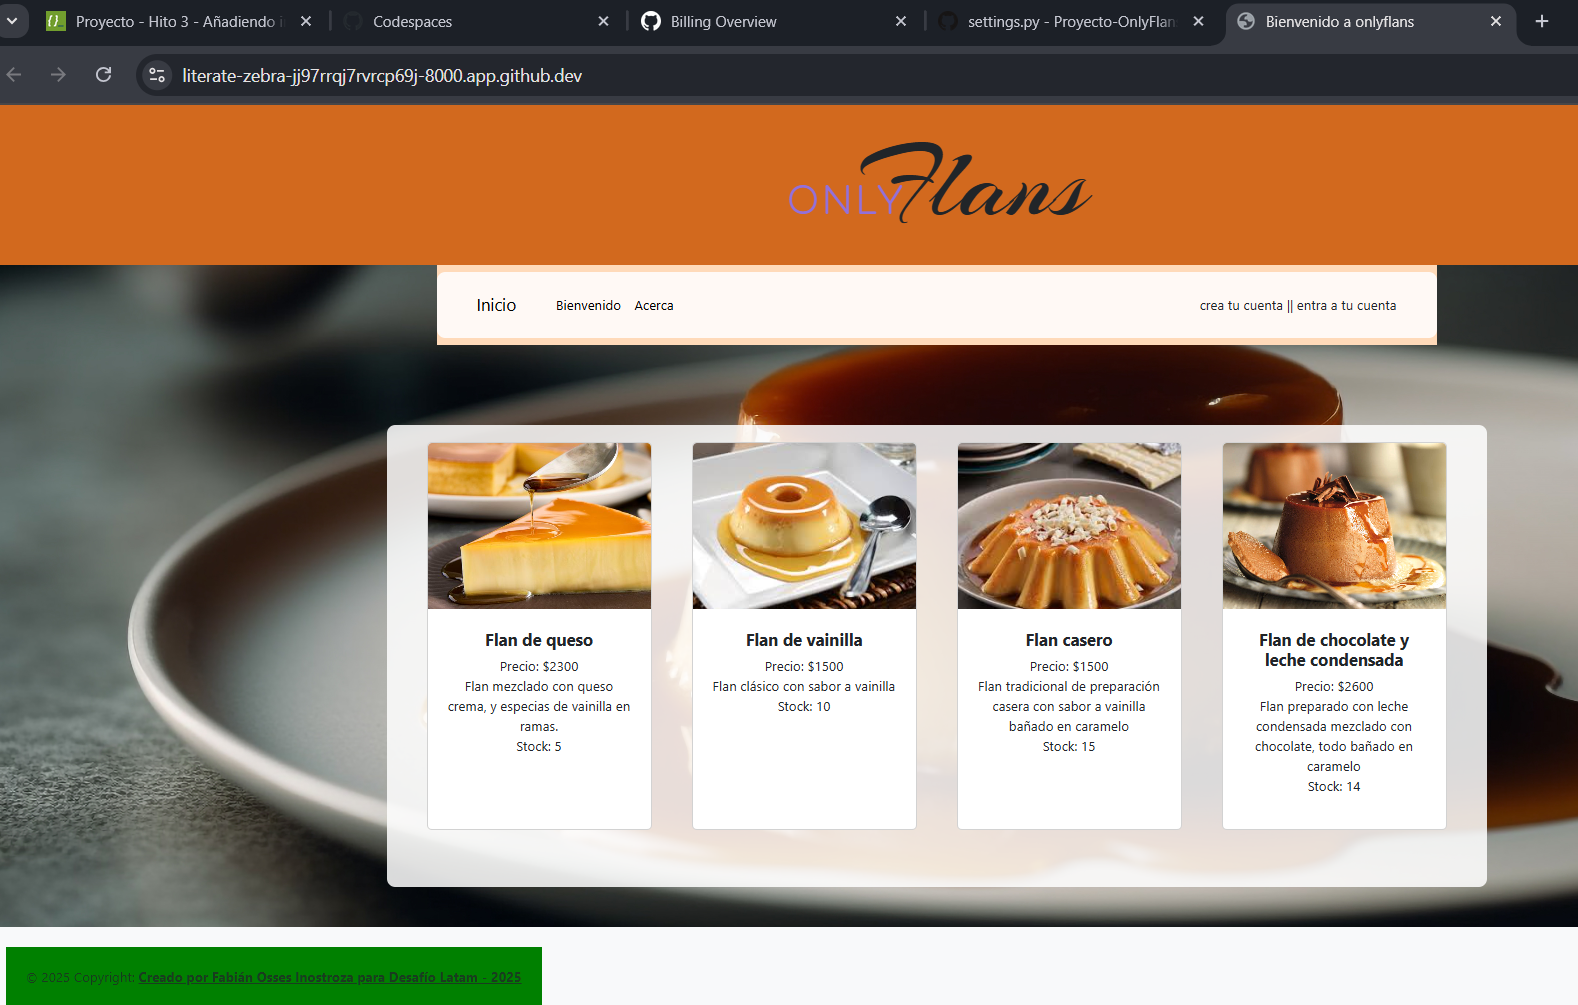 Proyecto - Hito 3 - Añadiendo i
Codespaces
Billing Overview
settings.py - Proyecto-OnlyFlan
Bienvenido a onlyflans
literate-zebra-jj97rrqj7rvrcp69j-8000.app.github.dev
ONLYFlans
Inicio Bienvenido Acerca crea tu cuenta || entra a tu cuenta
Flan de queso
Precio: $2300
Flan mezclado con queso
crema, y especias de vainilla en
ramas.
Stock: 5
Flan de vainilla
Precio: $1500
Flan clásico con sabor a vainilla
Stock: 10
Flan casero
Precio: $1500
Flan tradicional de preparación
casera con sabor a vainilla
bañado en caramelo
Stock: 15
Flan de chocolate y
leche condensada
Precio: $2600
Flan preparado con leche
condensada mezclado con
chocolate, todo bañado en
caramelo
Stock: 14
© 2025 Copyright: Creado por Fabián Osses Inostroza para Desafío Latam - 2025